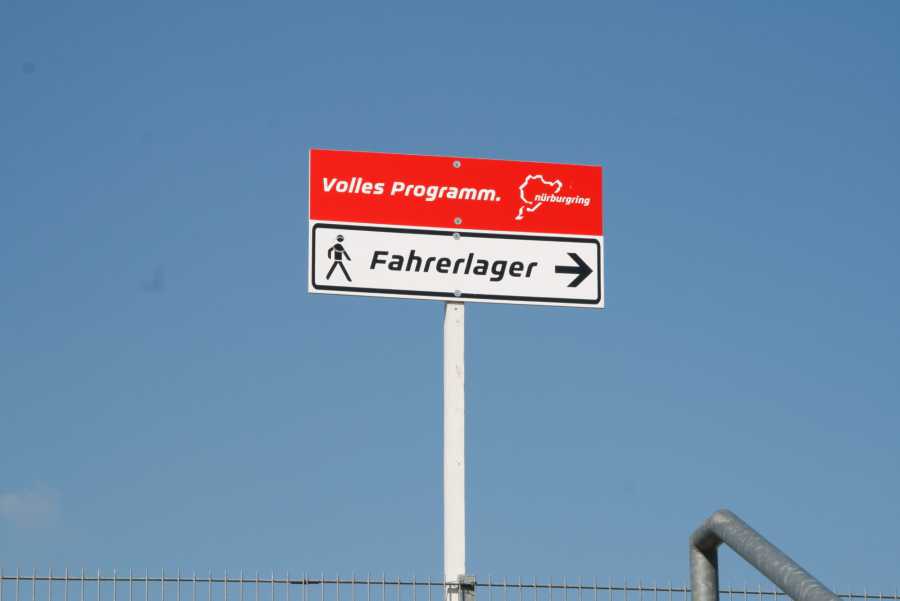 Volles Programm.
nürburgring
Fahrerlager